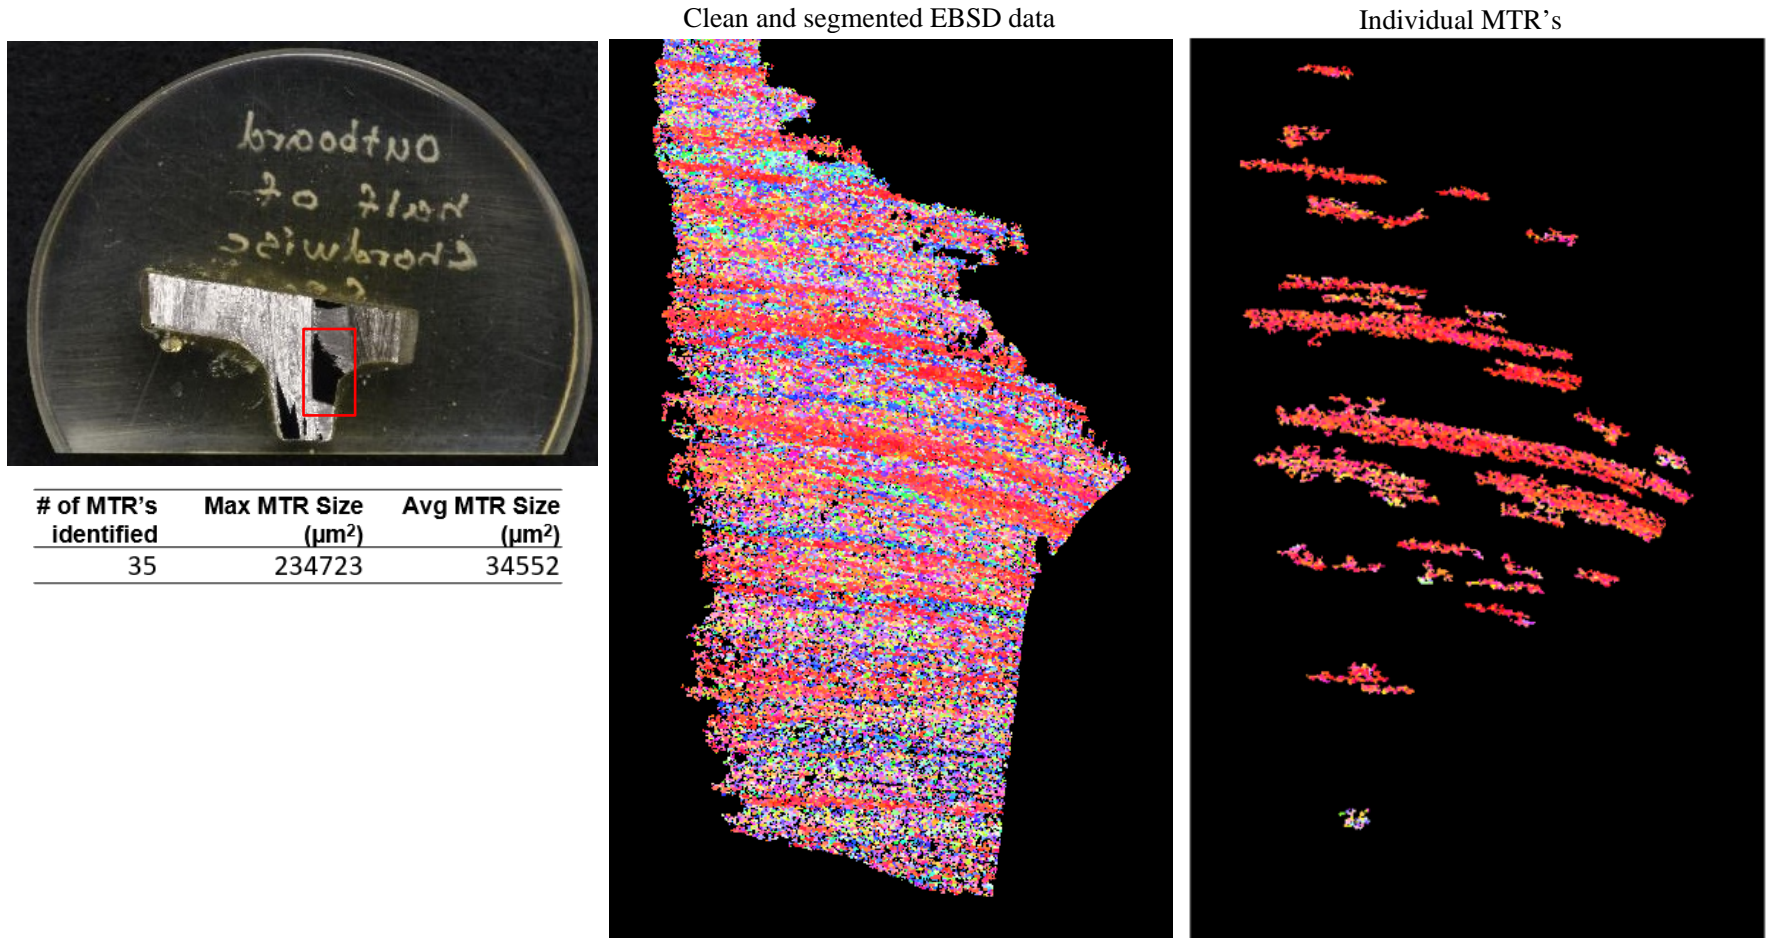 Clean and segmented EBSD data
Individual MTR's
Outboard
half of
Chordwise
# of MTR's identified
Max MTR Size (µm²)
Avg MTR Size (µm²)
35 234723 34552